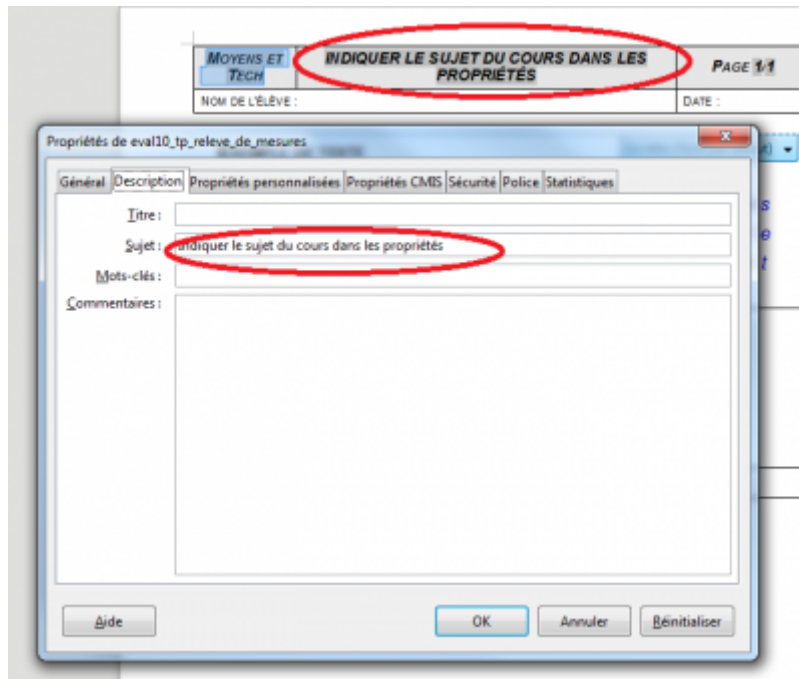 MOYENS ET TECH
INDIQUER LE SUJET DU COURS DANS LES PROPRIÉTÉS
PAGE 1/1
NOM DE L'ÉLÈVE :
DATE :
Propriétés de eval10_tp_releve_de_mesures
Général Description Propriétés personnalisées Propriétés CMIS Sécurité Police Statistiques
Titre :
Sujet : Indiquer le sujet du cours dans les propriétés
Mots-clés :
Commentaires :
Aide OK Annuler Réinitialiser